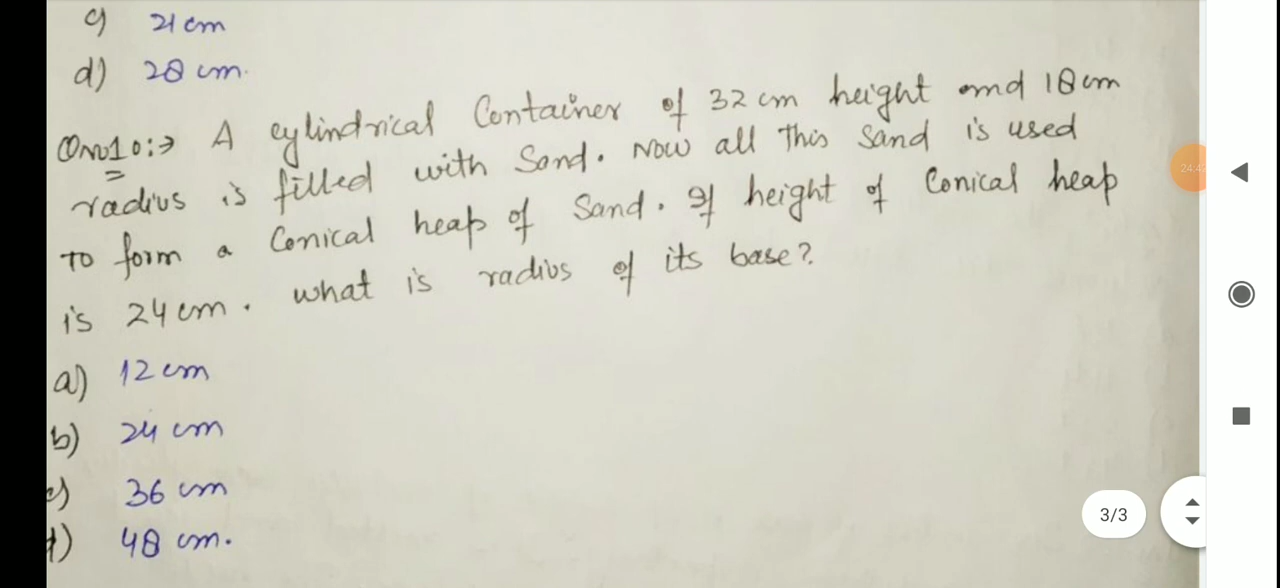 c) 21 cm
d) 28 cm.
QNo10:→ A cylindrical Container of 32 cm height and 18 cm
radius is filled with Sand. Now all This Sand is used
To form a Conical heap of Sand. If height of Conical heap
is 24 cm. what is radius of its base?
a) 12 cm
b) 24 cm
c) 36 cm
d) 48 cm.
3/3